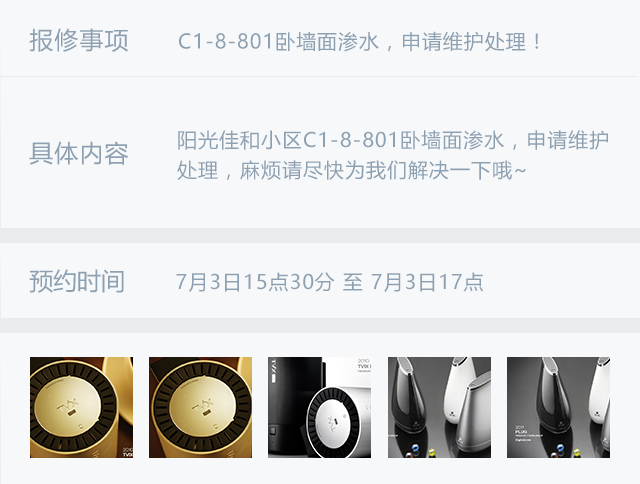 报修事项
C1-8-801卧墙面渗水，申请维护处理！
具体内容
阳光佳和小区C1-8-801卧墙面渗水，申请维护
处理，麻烦请尽快为我们解决一下哦~
预约时间
7月3日15点30分 至 7月3日17点
2010
TVIX